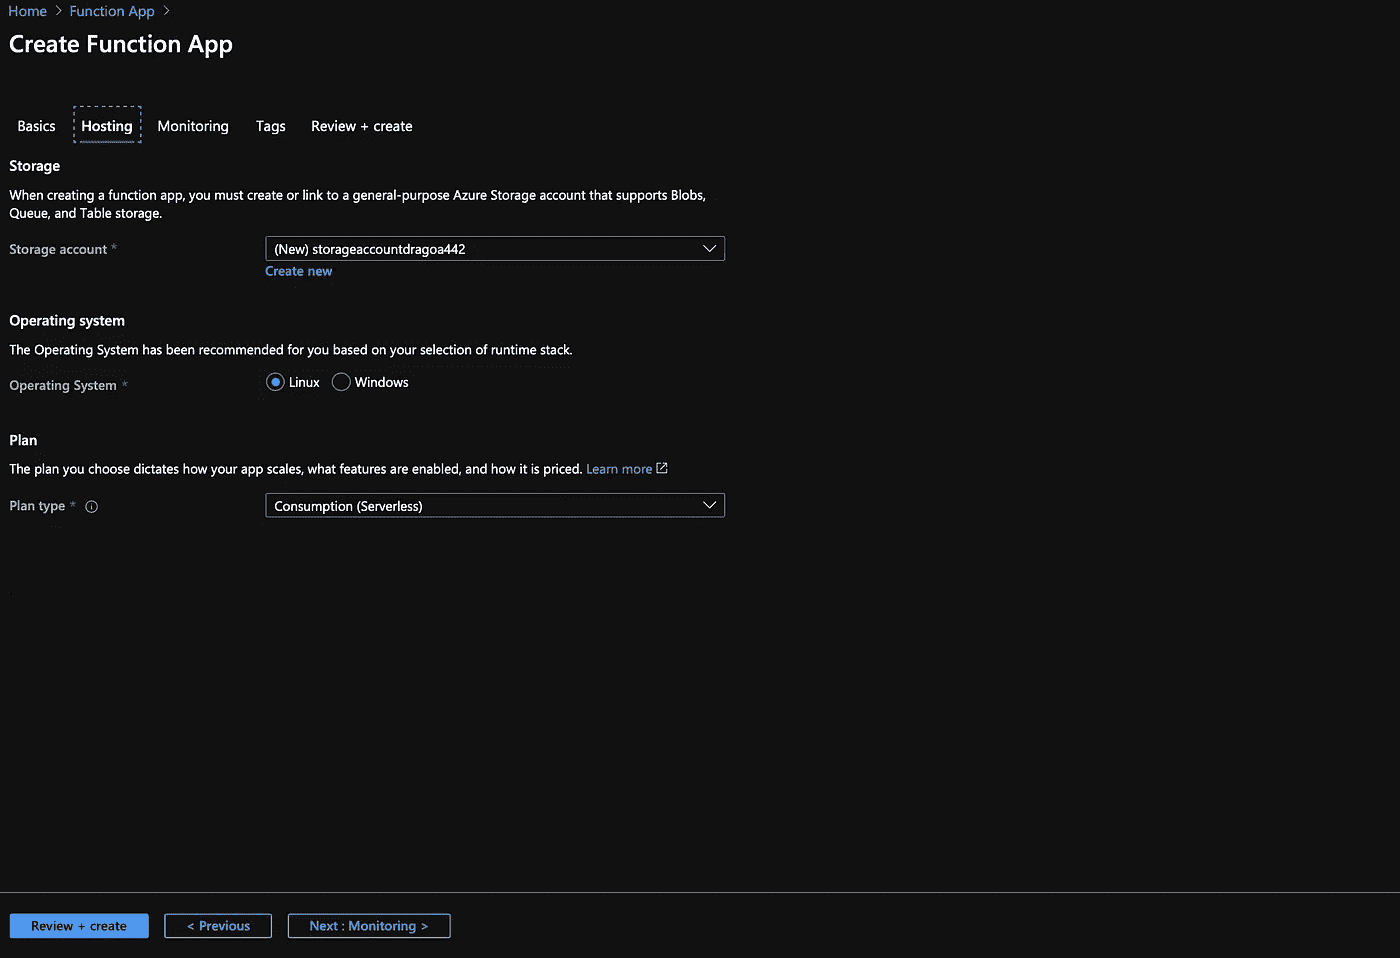 Home > Function App >
Create Function App
Basics Hosting Monitoring Tags Review + create
Storage
When creating a function app, you must create or link to a general-purpose Azure Storage account that supports Blobs,
Queue, and Table storage.
Storage account * (New) storageaccountdragoa442
Create new
Operating system
The Operating System has been recommended for you based on your selection of runtime stack.
Operating System * Linux Windows
Plan
The plan you choose dictates how your app scales, what features are enabled, and how it is priced. Learn more
Plan type * Consumption (Serverless)
Review + create < Previous Next : Monitoring >